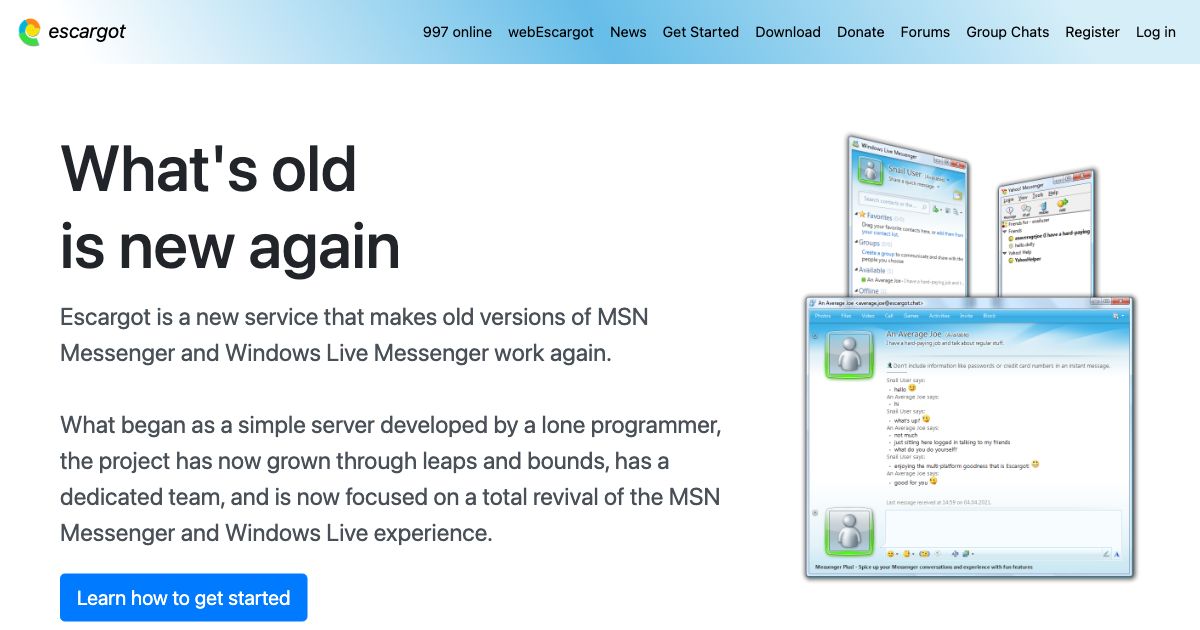 escargot
997 online webEscargot News Get Started Download Donate Forums Group Chats Register Log in
What's old
is new again
Escargot is a new service that makes old versions of MSN
Messenger and Windows Live Messenger work again.
What began as a simple server developed by a lone programmer,
the project has now grown through leaps and bounds, has a
dedicated team, and is now focused on a total revival of the MSN
Messenger and Windows Live experience.
Learn how to get started
Windows Live Messenger
Snail User (Available)
Share a quick message
Search contacts or the...
Favorites (0/0)
Drag your favorite contacts here, or add them from
your contact list.
Groups (0/0)
Create a group to communicate and share with the
people you choose.
Available (1)
An Average Joe - I have a hard-paying job and t
Offline
Yahoo! Messenger
Login View Tools Help
Friends
Yahoo! Help
YahooHelper
An Average Joe <average.joe@escargot.chat>
Photos Files Video Call Games Activities Invite Block
An Average Joe (Available)
I have a hard-paying job and talk about regular stuff.
Don't include information like passwords or credit card numbers in an instant message.
Snail User says:
hello
An Average Joe says:
hi
Snail User says:
what's up?
An Average Joe says:
not much
just sitting here logged in talking to my friends
what do you do yourself?
Snail User says:
enjoying the multi-platform goodness that is Escargot
An Average Joe says:
good for you
Last message received at 14:59 on 04.04.2021.
Messenger Plus! - Spice up your Messenger conversations and experience with fun features